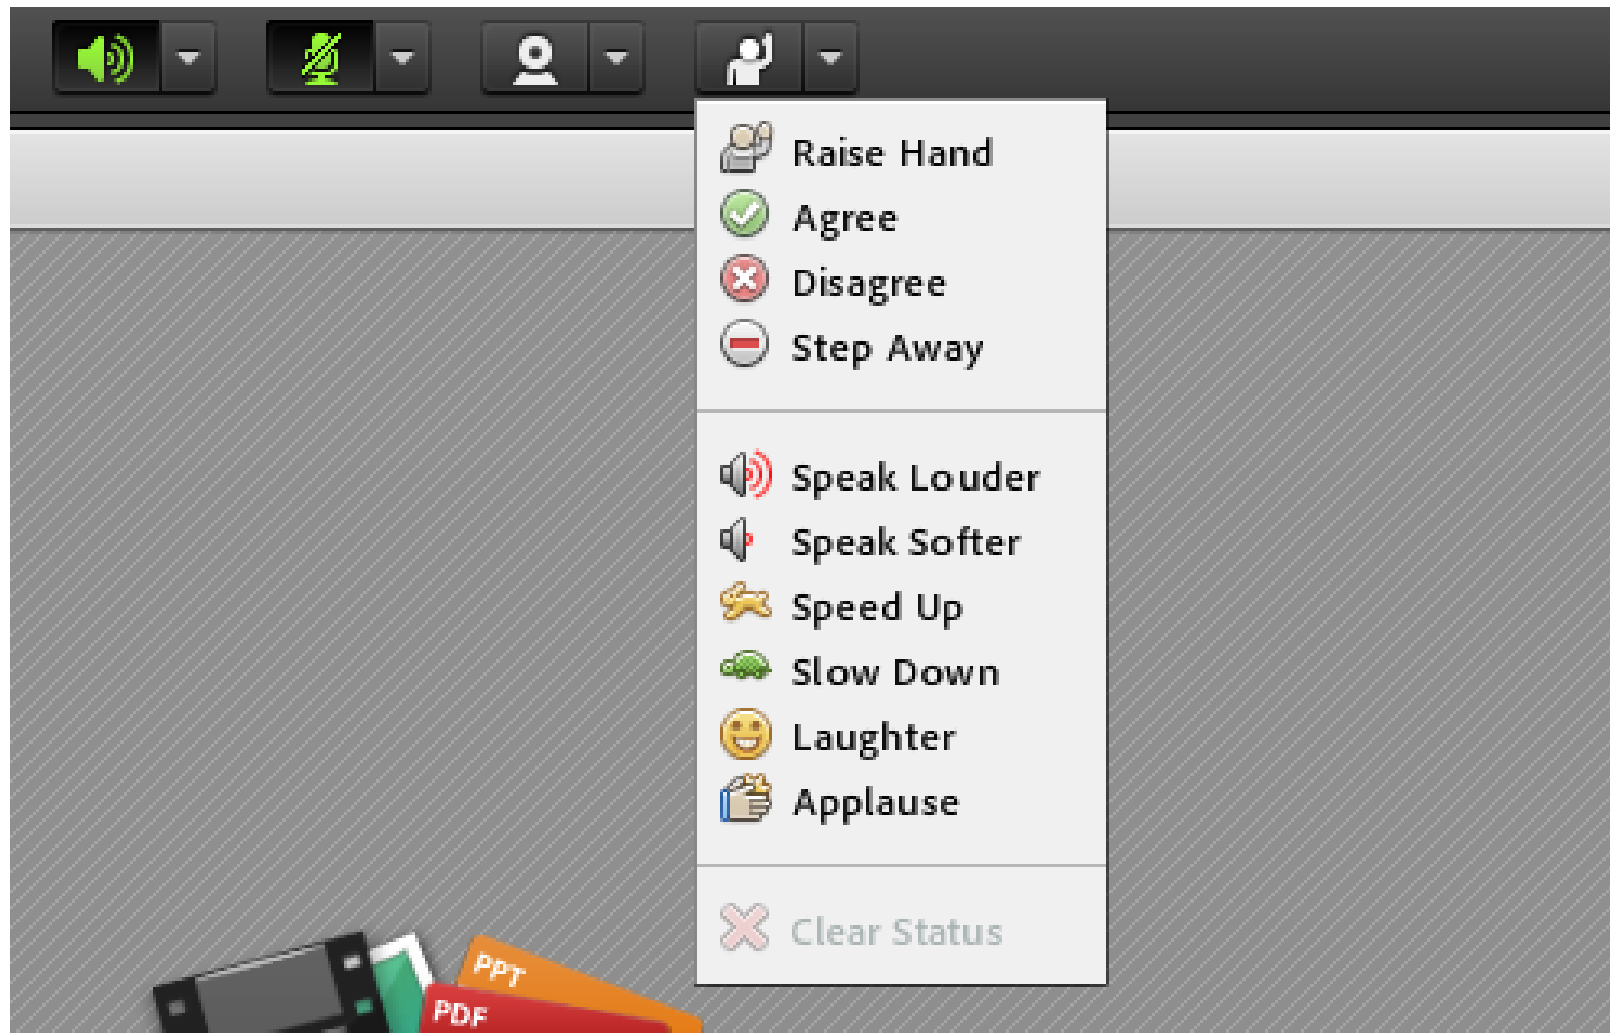 Raise Hand
Agree
Disagree
Step Away
Speak Louder
Speak Softer
Speed Up
Slow Down
Laughter
Applause
Clear Status
PPT
PDF